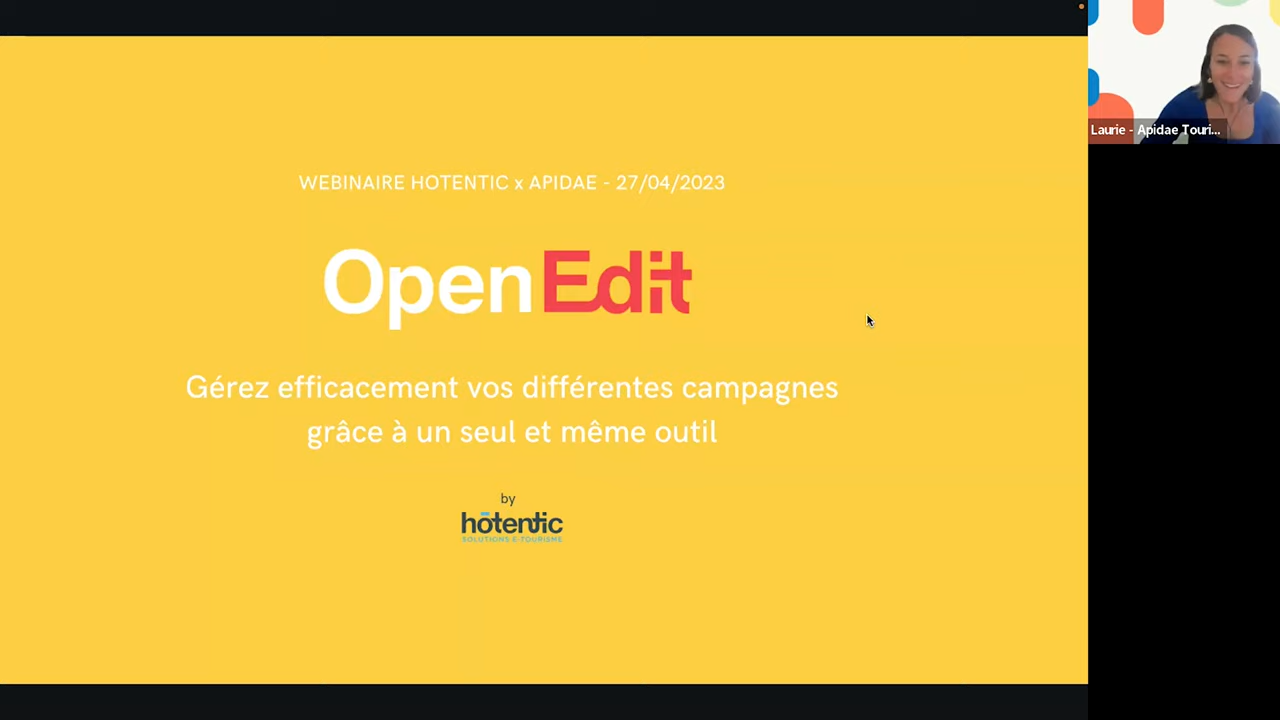 WEBINAIRE HOTENTIC x APIDAE - 27/04/2023
OpenEdit
Gérez efficacement vos différentes campagnes
grâce à un seul et même outil
by
hôtentic
SOLUTIONS E-TOURISME
Laurie - Apidae Touri...